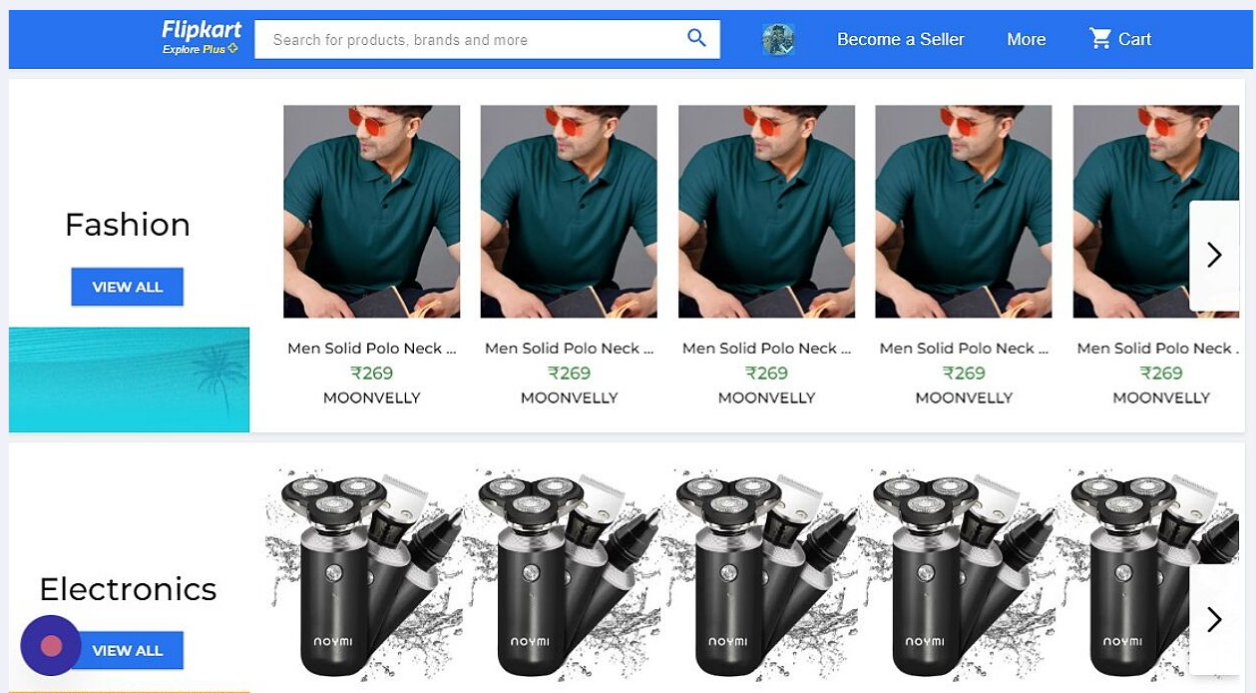 Flipkart
Explore Plus
Search for products, brands and more
Become a Seller
More
Cart
Fashion
VIEW ALL
Men Solid Polo Neck ...
₹269
MOONVELLY
Men Solid Polo Neck ...
₹269
MOONVELLY
Men Solid Polo Neck ...
₹269
MOONVELLY
Men Solid Polo Neck ...
₹269
MOONVELLY
Men Solid Polo Neck .
₹269
MOONVELLY
Electronics
VIEW ALL
NOYMI
NOYMI
NOYMI
NOYMI
NOYMI